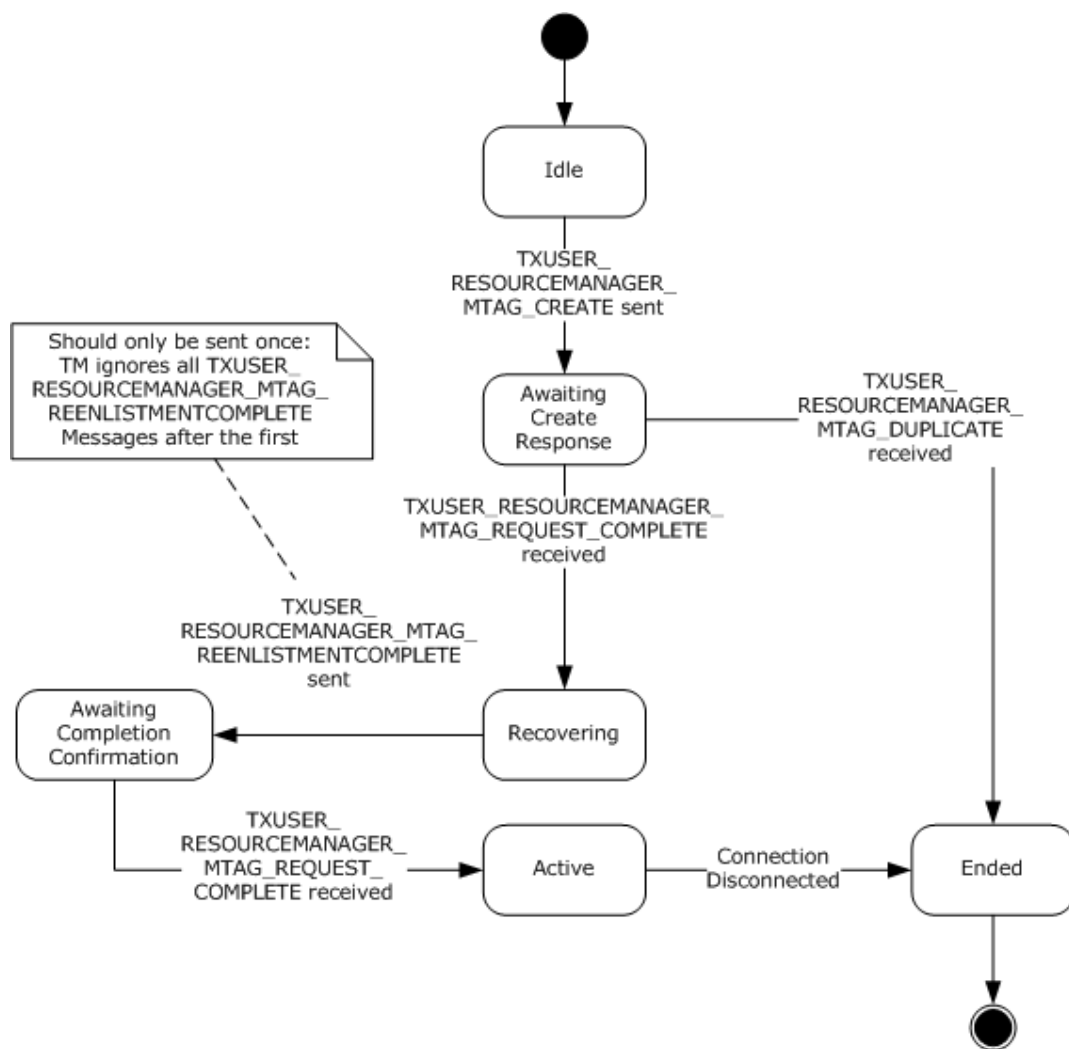 Idle
TXUSER_
RESOURCEMANAGER_
MTAG_CREATE sent
Should only be sent once:
TM ignores all TXUSER_
RESOURCEMANAGER_MTAG_
REENLISTMENTCOMPLETE
Messages after the first
Awaiting
Create
Response
TXUSER_
RESOURCEMANAGER_
MTAG_DUPLICATE
received
TXUSER_RESOURCEMANAGER_
MTAG_REQUEST_COMPLETE
received
TXUSER_
RESOURCEMANAGER_MTAG_
REENLISTMENTCOMPLETE
sent
Awaiting
Completion
Confirmation
Recovering
TXUSER_
RESOURCEMANAGER_
MTAG_REQUEST_
COMPLETE received
Active
Connection
Disconnected
Ended